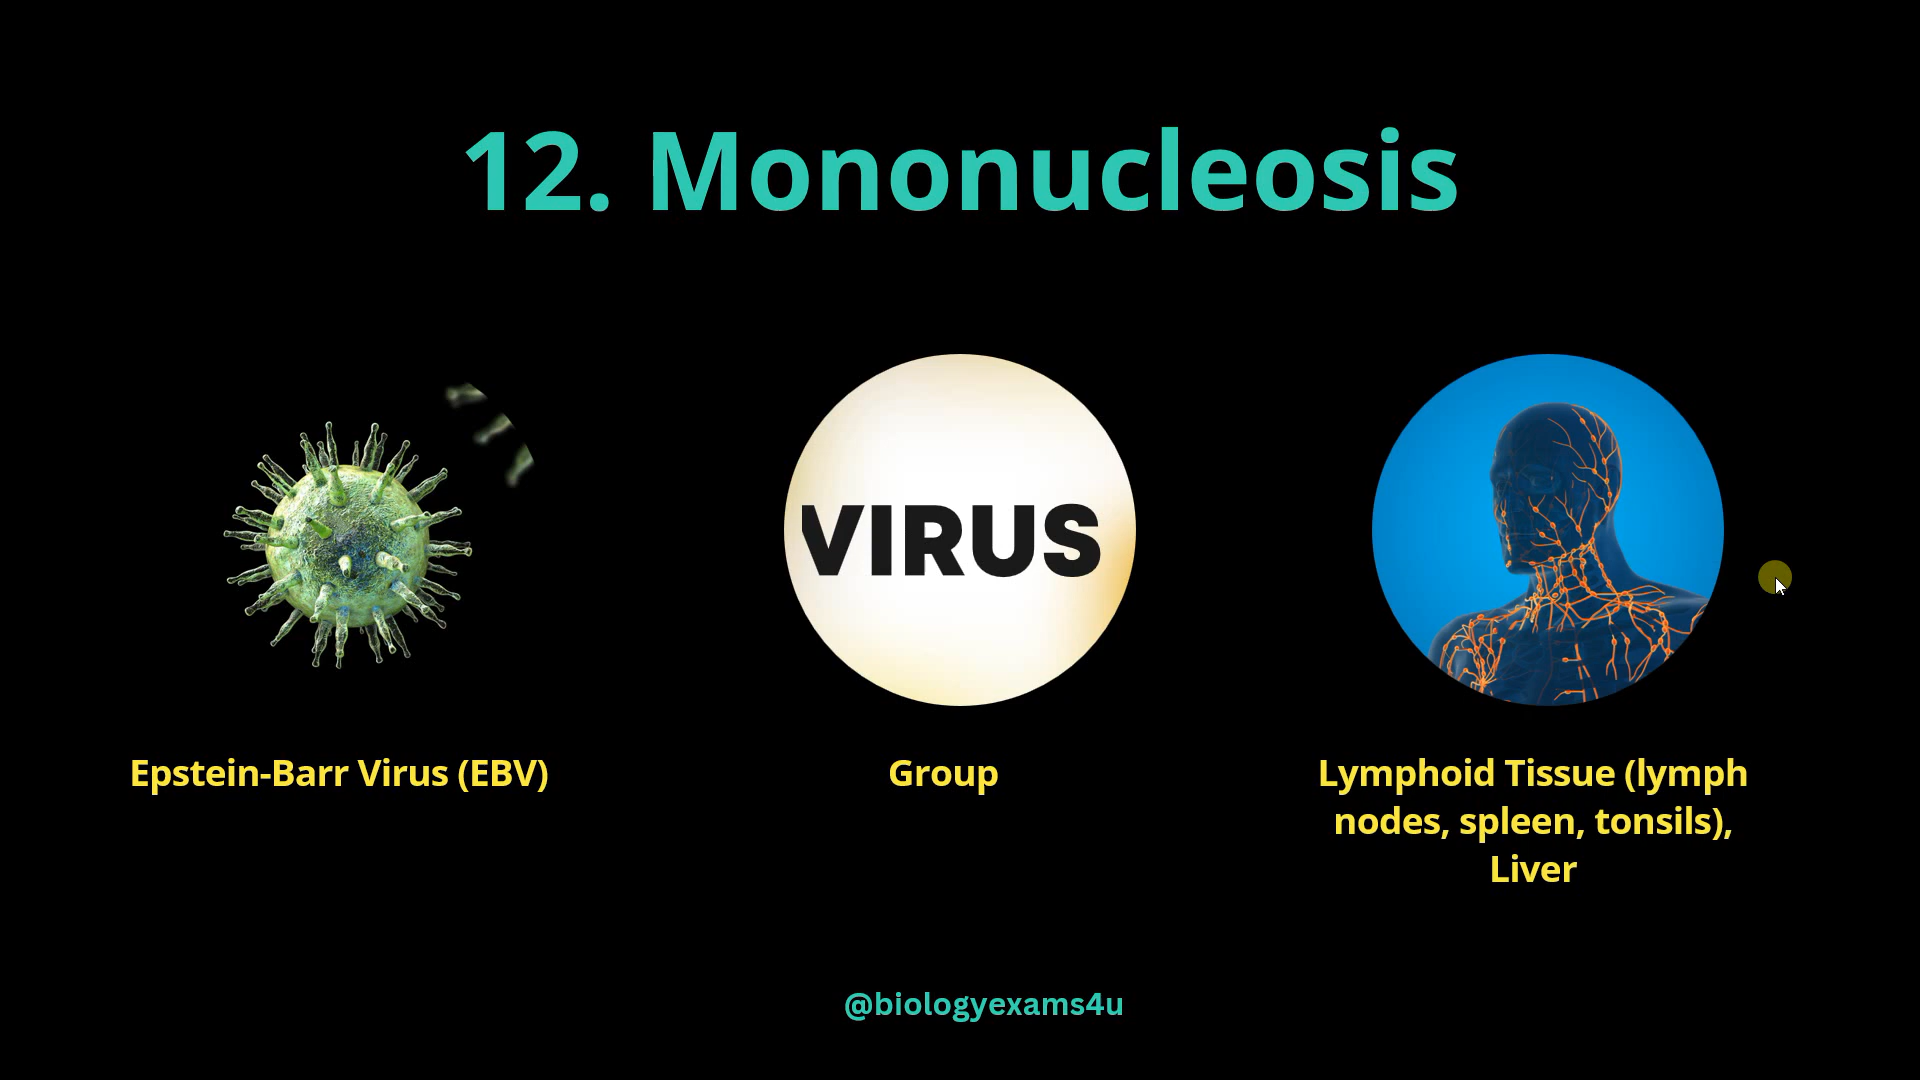 12. Mononucleosis
VIRUS
Epstein-Barr Virus (EBV)
Group
Lymphoid Tissue (lymph
nodes, spleen, tonsils),
Liver
@biologyexams4u